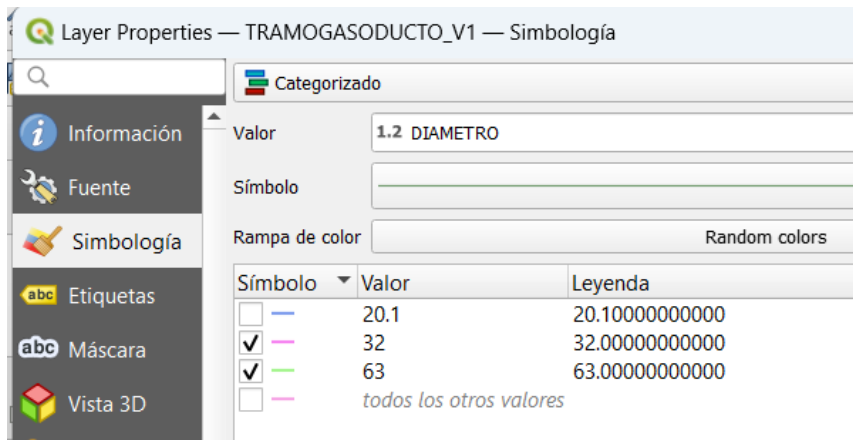 Layer Properties — TRAMOGASODUCTO_V1 — Simbología
Categorizado
Información
Valor 1.2 DIAMETRO
Fuente
Símbolo
Simbología
Rampa de color Random colors
Símbolo Valor Leyenda
abc Etiquetas
20.1 20.10000000000
32 32.00000000000
abc Máscara
63 63.00000000000
Vista 3D
todos los otros valores